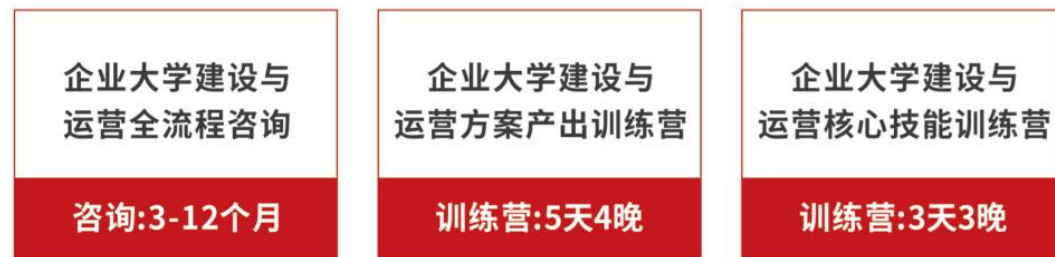 企业大学建设与
运营全流程咨询
咨询:3-12个月
企业大学建设与
运营方案产出训练营
训练营:5天4晚
企业大学建设与
运营核心技能训练营
训练营:3天3晚